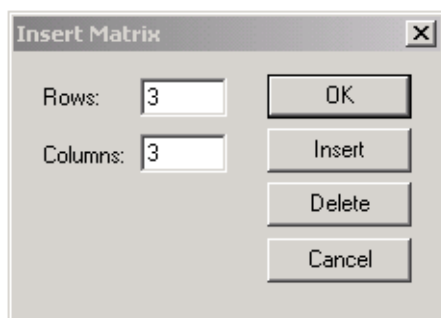 Insert Matrix
Rows: 3
OK
Columns: 3
Insert
Delete
Cancel